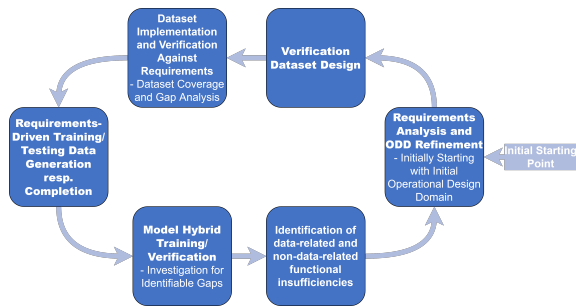 Dataset
Implementation
and Verification
Against
Requirements
- Dataset Coverage
and Gap Analysis
Verification
Dataset Design
Requirements
Analysis and
ODD Refinement
- Initially Starting
with Initial
Operational Design
Domain
Initial Starting
Point
Requirements-
Driven Training/
Testing Data
Generation
resp.
Completion
Model Hybrid
Training/
Verification
- Investigation for
Identifiable Gaps
Identification of
data-related and
non-data-related
functional
insufficiencies